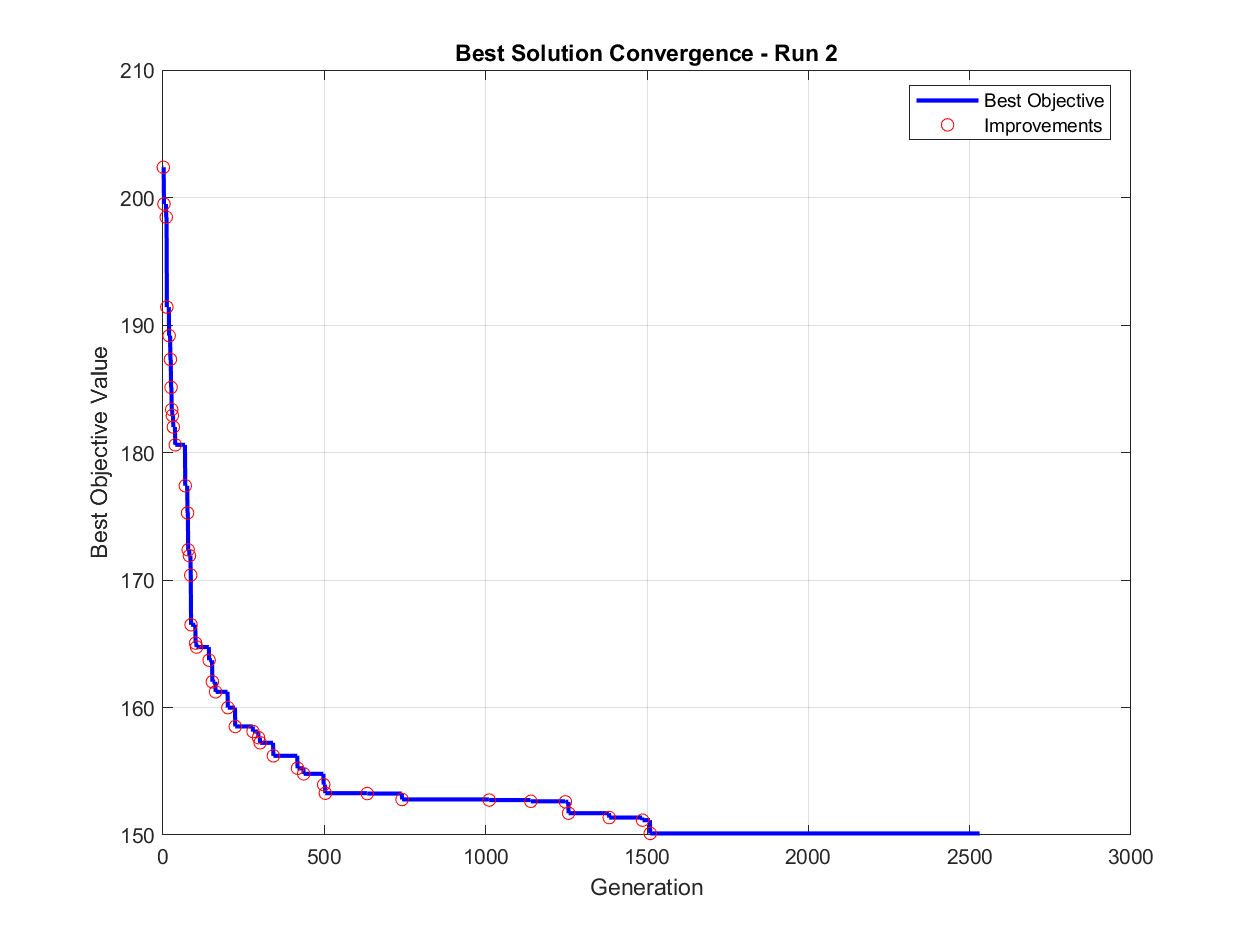 Best Solution Convergence - Run 2
Best Objective
Improvements
Best Objective Value
210
200
190
180
170
160
150
0 500 1000 1500 2000 2500 3000
Generation